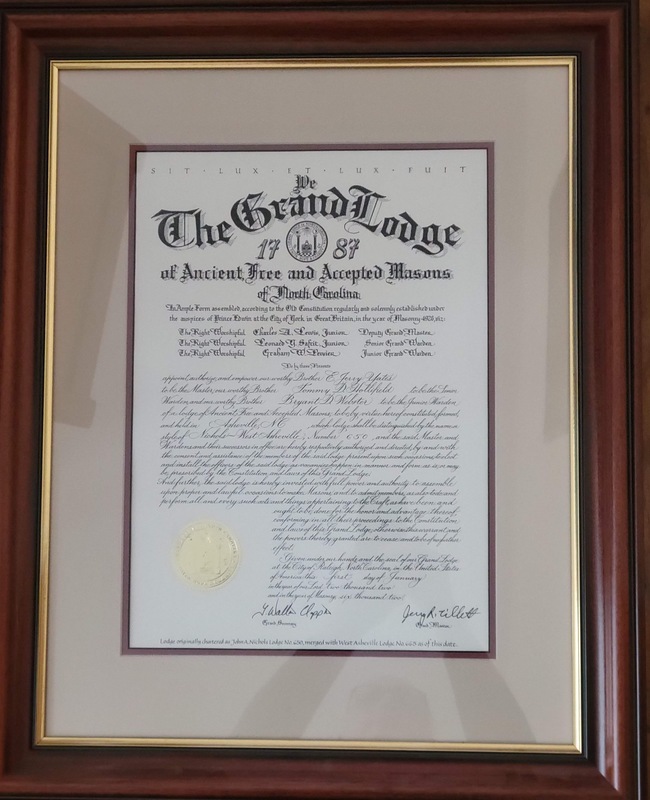 SIT · LUX · ET · LUX · FUIT
We
The Grand Lodge
17 87
of Ancient, Free and Accepted Masons
of North Carolina
In Ample Form assembled, according to the Old Constitution regularly and solemnly established under
the auspices of Prince Edwin at the City of York, in Great Britain, in the year of Masonry 4926, viz:
The Right Worshipful Charles A. Lewis, Junior Deputy Grand Master
The Right Worshipful Leonard Y. Safrit, Junior Senior Grand Warden
The Right Worshipful Graham W. Junior Grand Warden
Do by these Presents
appoint, authorize, and empower our worthy Brother E. Jerry Yates
to be the Master, our worthy Brother Tommy D. to be the Senior
Warden, and our worthy Brother Bryant D. Webster to be the Junior Warden,
of a lodge of Ancient, Free and Accepted Masons, to be by virtue hereof constituted, formed,
and held in Asheville, NC which lodge shall be distinguished by the name or
style of Nichols-West Asheville, Number 650 and the said Master and
Wardens and their successors in office are hereby respectively authorized and directed, by and with
the consent and assistance of the members of the said lodge present upon such occasions, to elect
and install the officers of the said lodge as vacancies happen in manner and form as is or may
be prescribed by the Constitution and laws of this Grand Lodge.
And further, the said lodge is hereby invested with full power and authority to assemble
upon proper and lawful occasions to make Masons, and to admit members, as also to do and
perform all and every such acts and things appertaining to the Craft as have been and
ought to be done for the honor and advantage thereof,
conforming in all their proceedings to the Constitution
and laws of this Grand Lodge, otherwise this warrant, and
the powers thereby granted, are to cease and be of no further
effect.
Given under our hands and the seal of our Grand Lodge
at the City of Raleigh, North Carolina, in the United States
of America, this first day of January
in the year of our Lord, two thousand two
and in the year of Masonry, six thousand two
Jerry R. Tillett
Grand Secretary Grand Master
Lodge originally chartered as John A. Nichols Lodge No. 650, merged with West Asheville Lodge No. 665 as of this date.